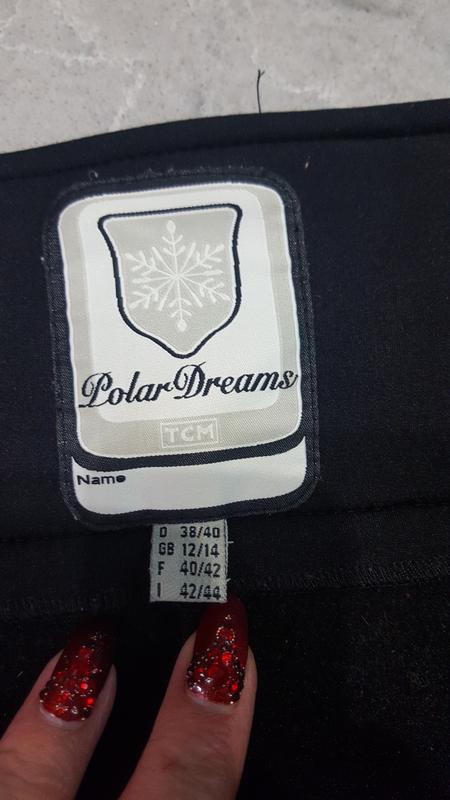 Polar Dreams
TCM
Name
D 38/40
GB 12/14
F 40/42
I 42/44